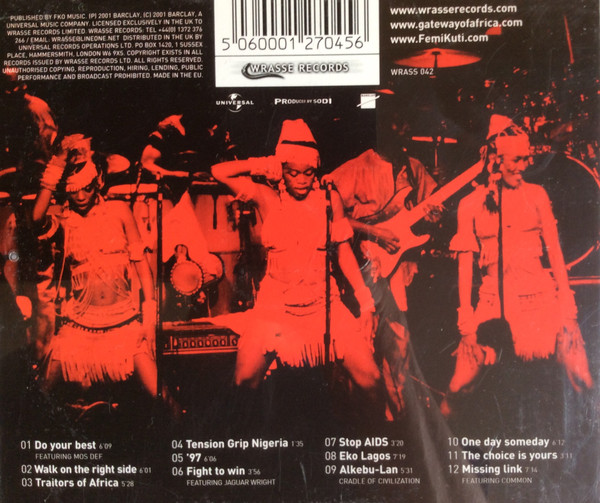 PUBLISHED BY FKO MUSIC. (P) 2001 BARCLAY, (C) 2001 BARCLAY, A
UNIVERSAL MUSIC COMPANY. LICENSED EXCLUSIVELY IN THE UK TO
WRASSE RECORDS LIMITED. WRASSE RECORDS: TEL +44(0) 1372 376
266 / EMAIL. WRASSE@LINEONE.NET DISTRIBUTED IN THE UK BY
UNIVERSAL RECORDS OPERATIONS LTD. PO BOX 1420, 1 SUSSEX
PLACE, HAMMERSMITH, LONDON W6 9XS. COPYRIGHT EXISTS IN ALL
RECORDS ISSUED BY WRASSE RECORDS LTD. ALL RIGHTS RESERVED.
UNAUTHORISED COPYING, REPRODUCTION, HIRING, LENDING, PUBLIC
PERFORMANCE AND BROADCAST PROHIBITED. MADE IN THE EU.
5 060001 270456
WRASSE RECORDS
www.wrasserecords.com
www.gatewayofafrica.com
www.FemiKuti.com
WRASS 042
UNIVERSAL
PRODUCED BY SODI
01 Do your best 6'09
FEATURING MOS DEF
02 Walk on the right side 6'01
03 Traitors of Africa 5'28
04 Tension Grip Nigeria 1'35
05 '97 6'06
06 Fight to win 3'56
FEATURING JAGUAR WRIGHT
07 Stop AIDS 3'20
08 Eko Lagos 7'19
09 Alkebu-Lan 5'31
CRADLE OF CIVILIZATION
10 One day someday 6'12
11 The choice is yours 3'11
12 Missing link 7'14
FEATURING COMMON